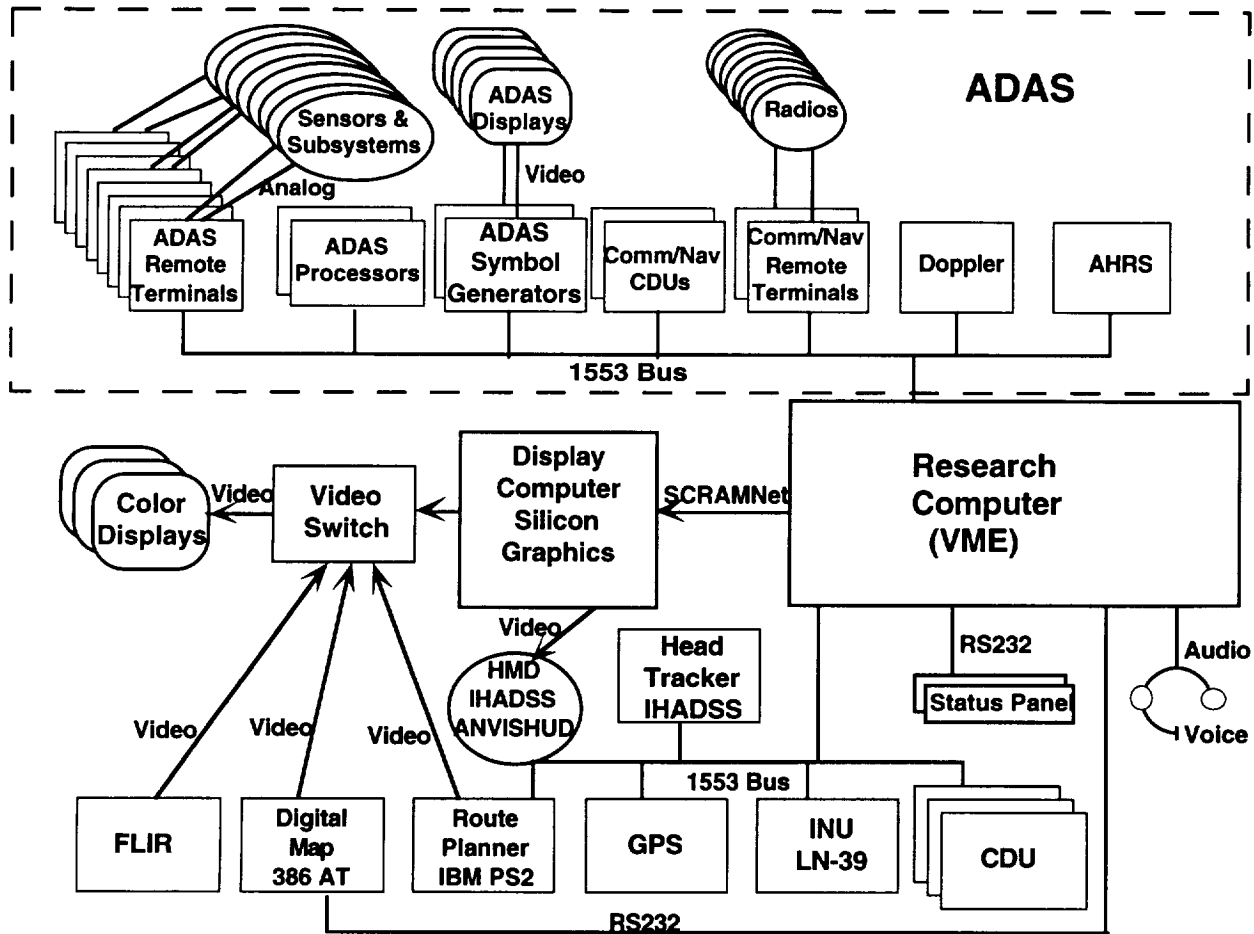 ADAS
Sensors &
Subsystems
ADAS
Displays
Radios
Analog
Video
ADAS
Remote
Terminals
ADAS
Processors
ADAS
Symbol
Generators
Comm/Nav
CDUs
Comm/Nav
Remote
Terminals
Doppler
AHRS
1553 Bus
Color
Displays
Video
Video
Switch
Display
Computer
Silicon
Graphics
SCRAMNet
Research
Computer
(VME)
Video
HMD
IHADSS
ANVISHUD
Head
Tracker
IHADSS
RS232
Status Panel
Audio
Voice
Video
Video
Video
1553 Bus
FLIR
Digital
Map
386 AT
Route
Planner
IBM PS2
GPS
INU
LN-39
CDU
RS232